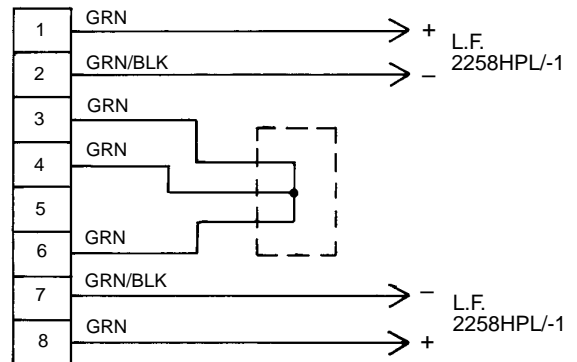 1 GRN + L.F.
2258HPL/-1
2 GRN/BLK –
3 GRN
4 GRN
5
6 GRN
7 GRN/BLK – L.F.
2258HPL/-1
8 GRN +